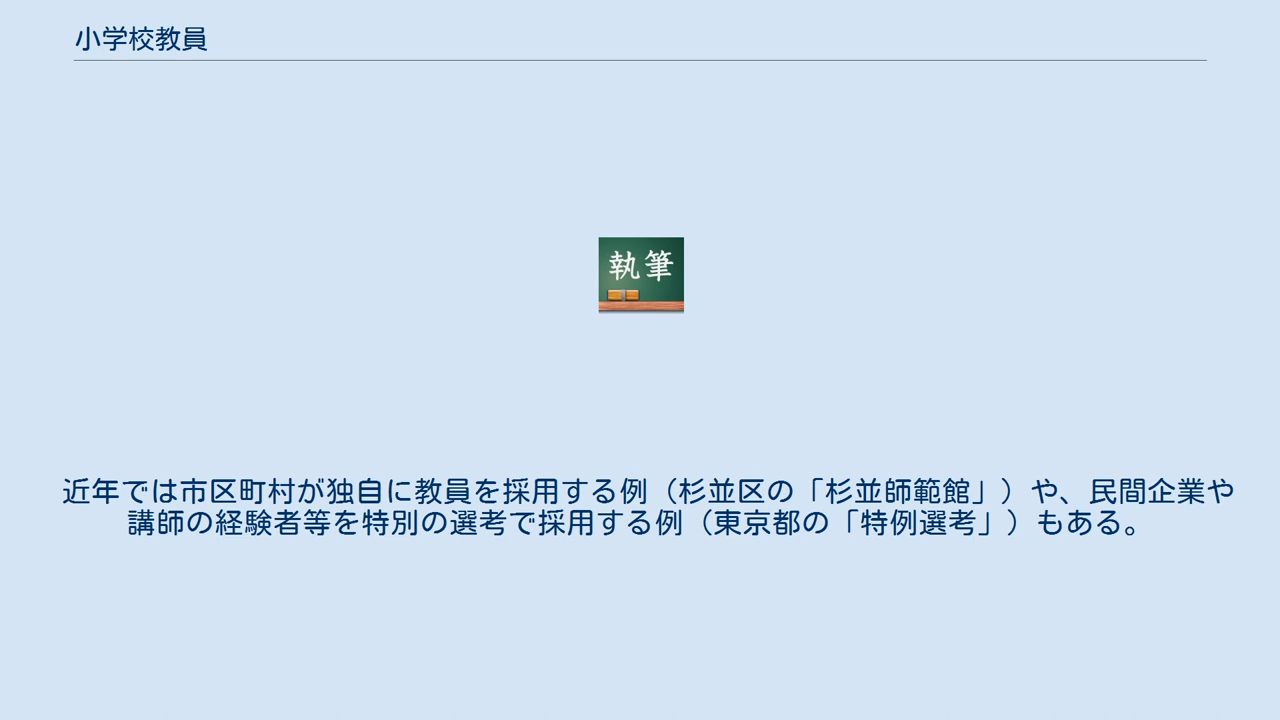 小学校教員
執筆
近年では市区町村が独自に教員を採用する例（杉並区の「杉並師範館」）や、民間企業や
講師の経験者等を特別の選考で採用する例（東京都の「特例選考」）もある。